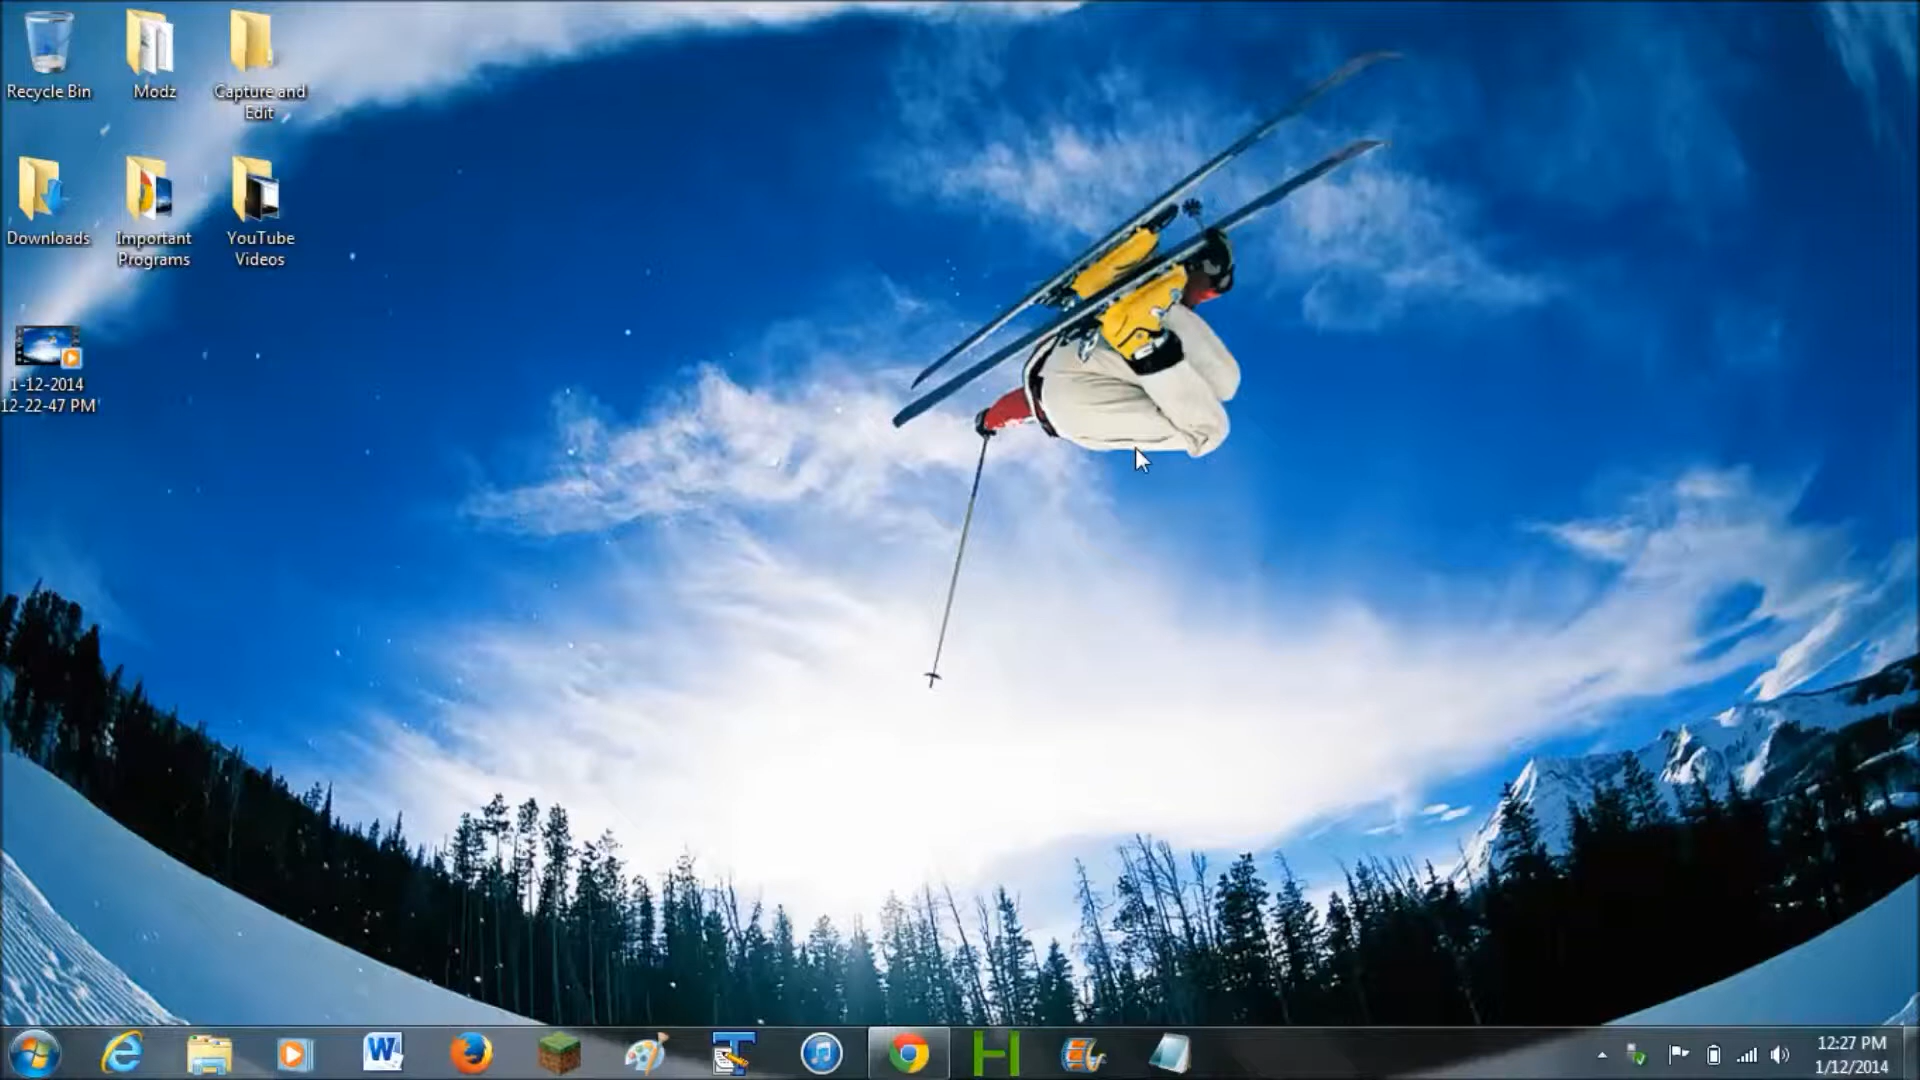 Recycle Bin
Modz
Capture and
Edit
Downloads
Important
Programs
YouTube
Videos
1-12-2014
12-22-47 PM
12:27 PM
1/12/2014